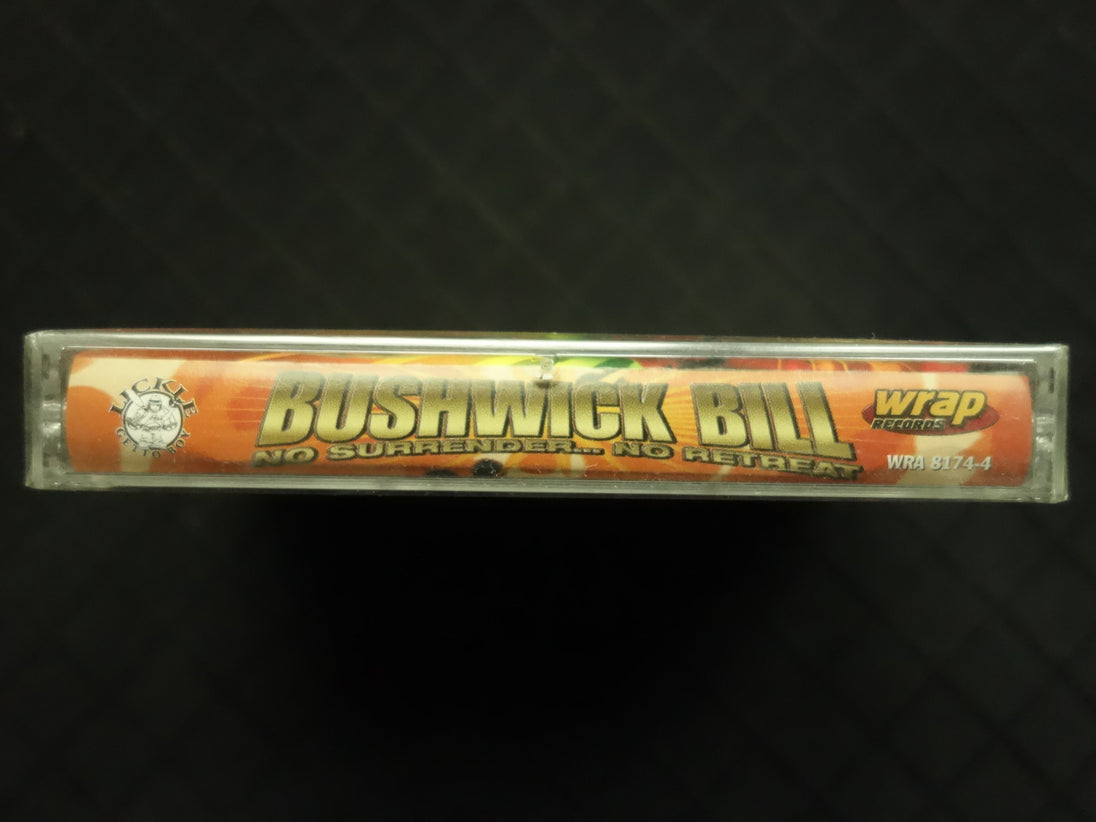 LICKLE
GETTO BOY
BUSHWICK BILL
NO SURRENDER... NO RETREAT
wrap
RECORDS
WRA 8174-4